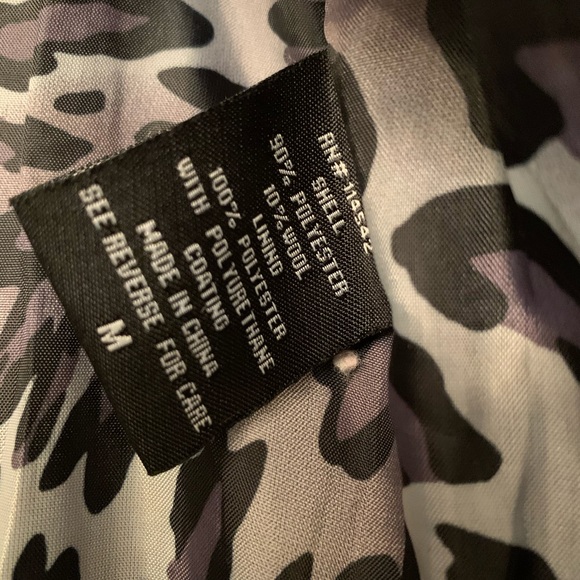 RN# 114542
SHELL
90% POLYESTER
10% WOOL
LINING
100% POLYESTER
WITH POLYURETHANE
COATING
MADE IN CHINA
SEE REVERSE FOR CARE
M